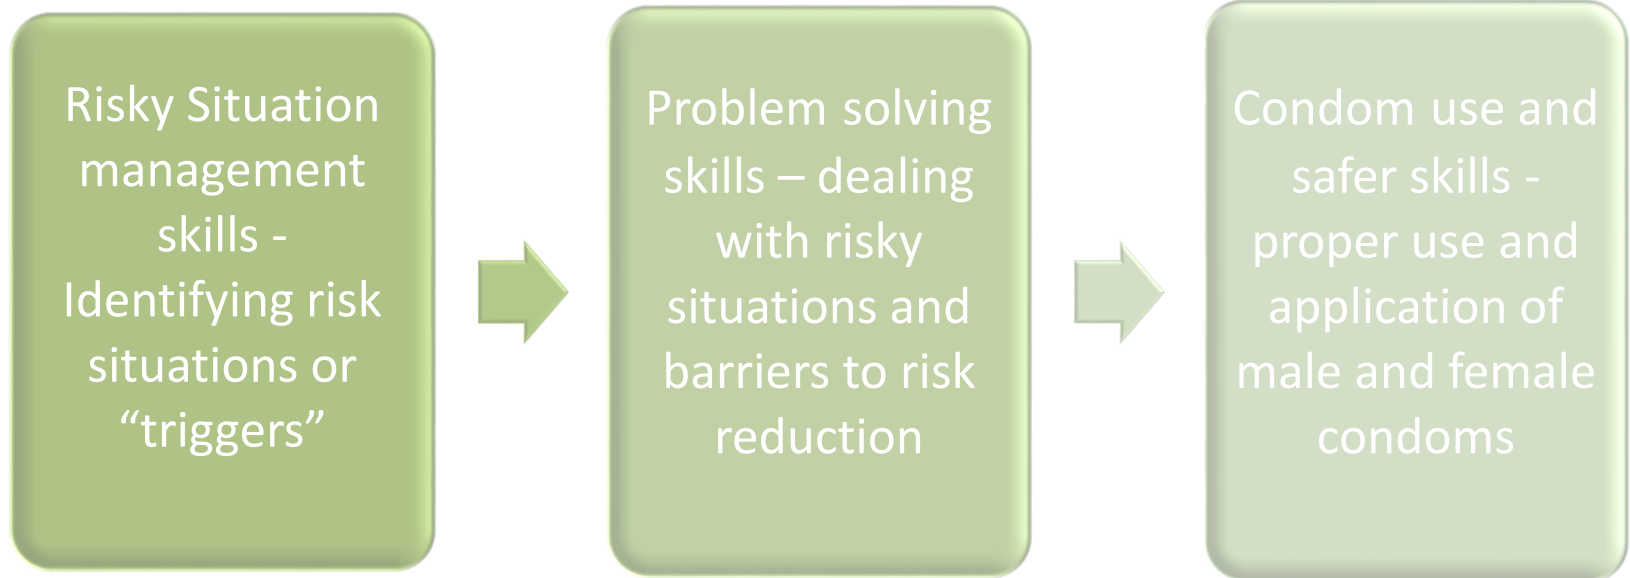 Risky Situation
management
skills -
Identifying risk
situations or
“triggers”
Problem solving
skills – dealing
with risky
situations and
barriers to risk
reduction
Condom use and
safer skills -
proper use and
application of
male and female
condoms